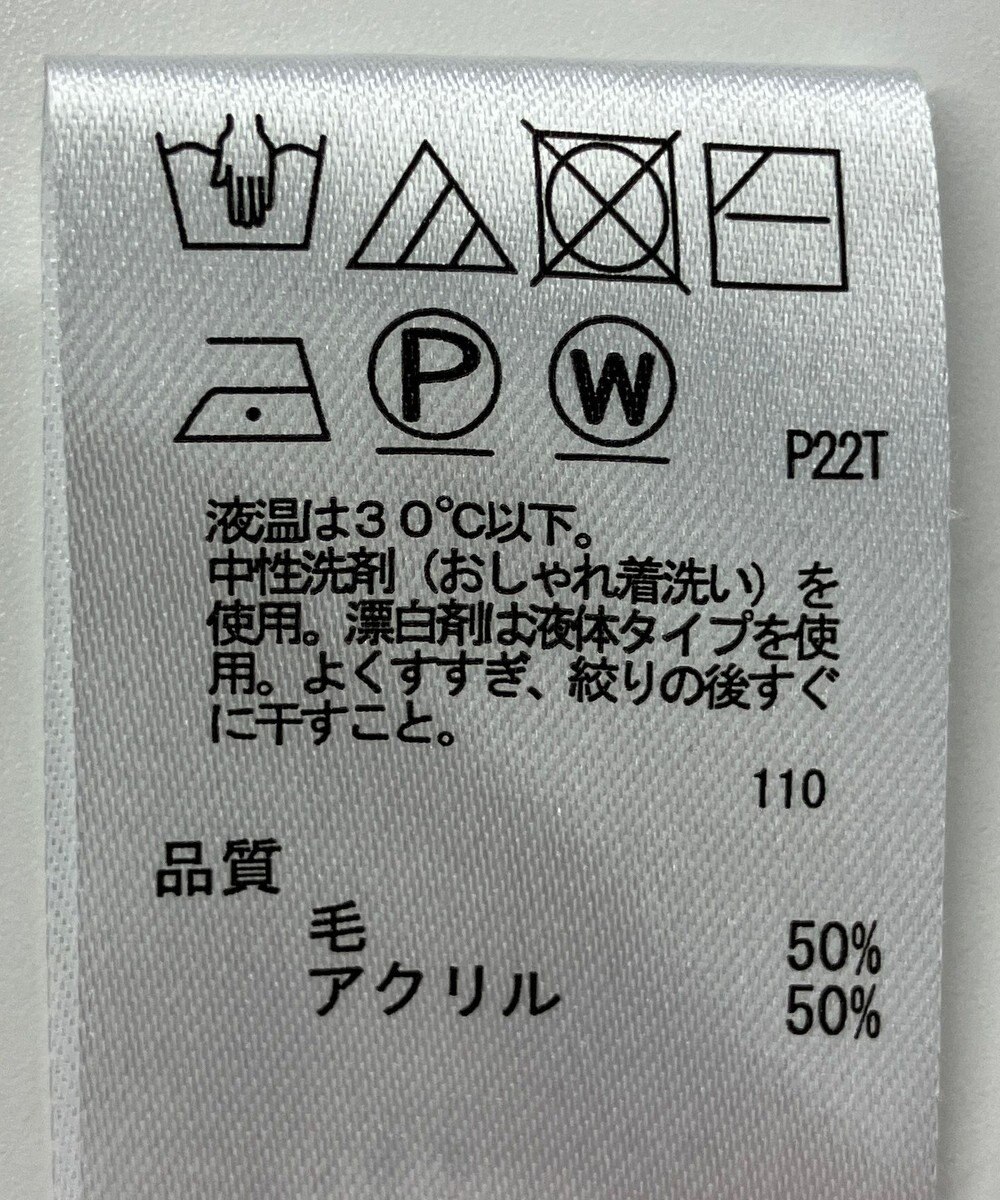 P
W
P22T
液温は３０℃以下。
中性洗剤（おしゃれ着洗い）を
使用。漂白剤は液体タイプを使
用。よくすすぎ、絞りの後すぐ
に干すこと。
110
品質
毛 50%
アクリル 50%